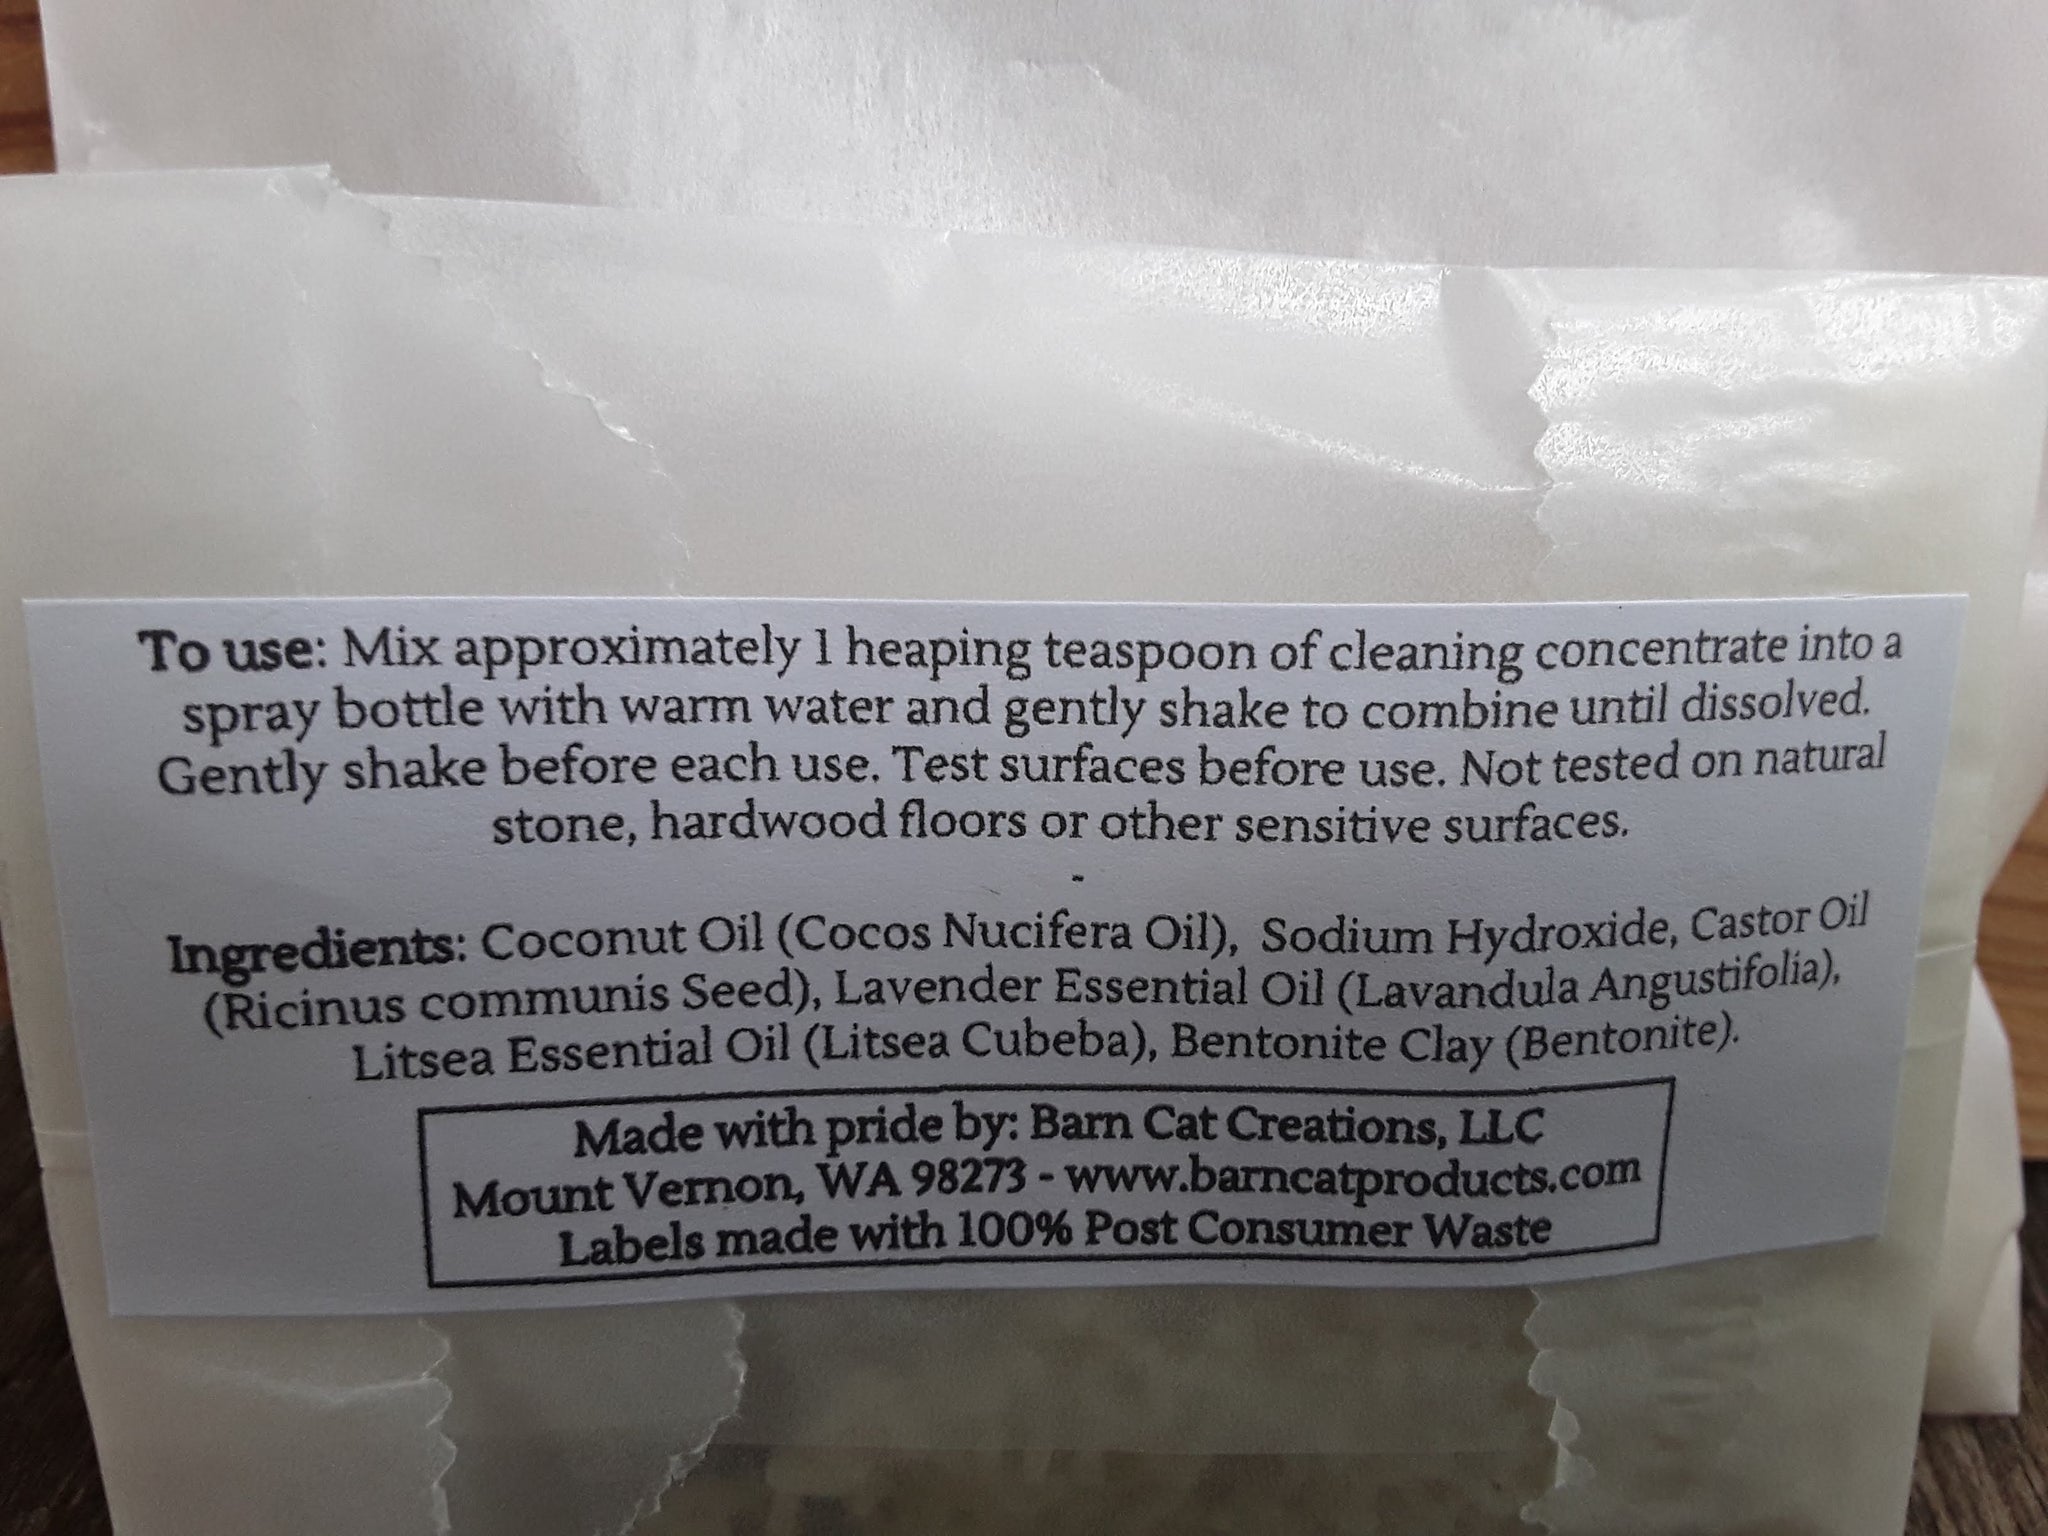 To use: Mix approximately 1 heaping teaspoon of cleaning concentrate into a
spray bottle with warm water and gently shake to combine until dissolved.
Gently shake before each use. Test surfaces before use. Not tested on natural
stone, hardwood floors or other sensitive surfaces.
-
Ingredients: Coconut Oil (Cocos Nucifera Oil), Sodium Hydroxide, Castor Oil
(Ricinus communis Seed), Lavender Essential Oil (Lavandula Angustifolia),
Litsea Essential Oil (Litsea Cubeba), Bentonite Clay (Bentonite).
Made with pride by: Barn Cat Creations, LLC
Mount Vernon, WA 98273 - www.barncatproducts.com
Labels made with 100% Post Consumer Waste